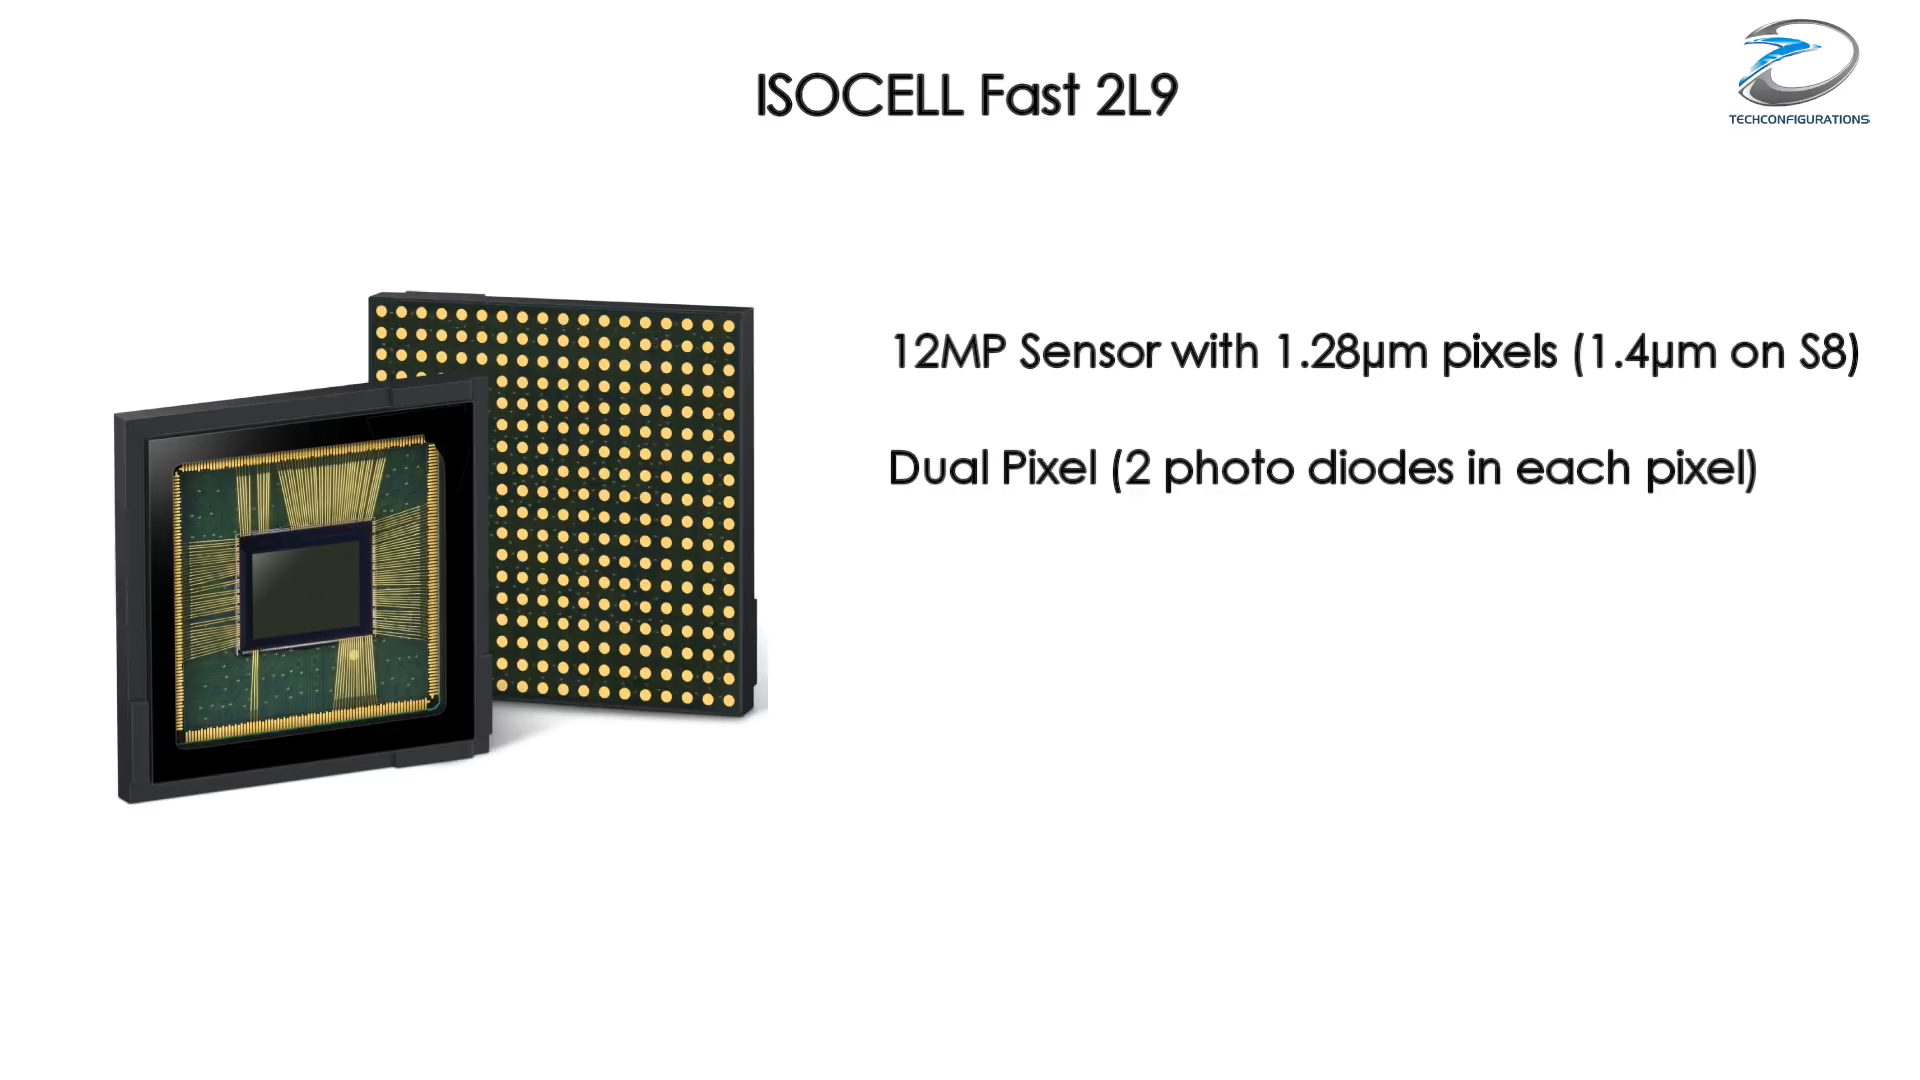 ISOCELL Fast 2L9
TECHCONFIGURATIONS
12MP Sensor with 1.28µm pixels (1.4µm on S8)
Dual Pixel (2 photo diodes in each pixel)